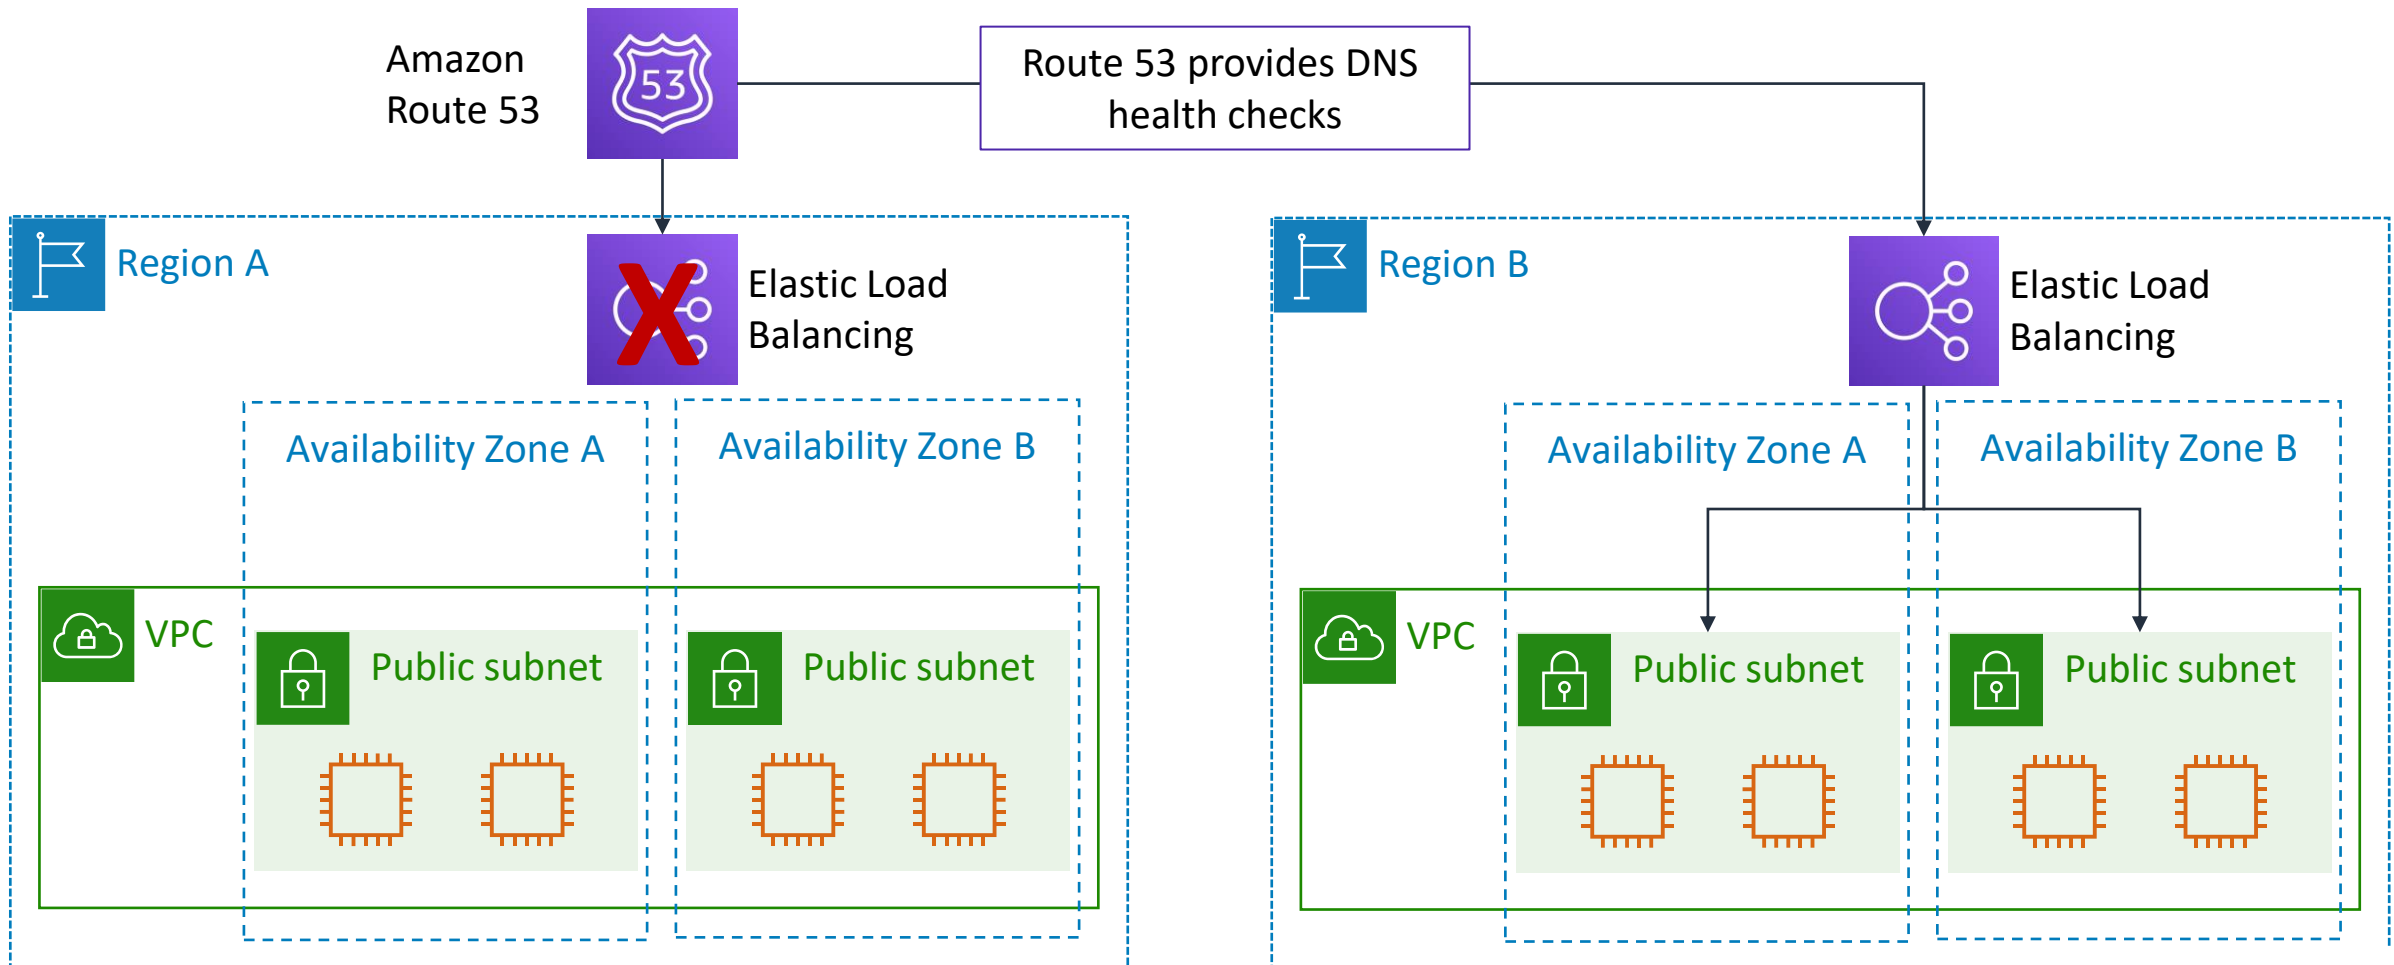 Amazon
Route 53
53
Route 53 provides DNS
health checks
Region A
Elastic Load
Balancing
Availability Zone A
Availability Zone B
VPC
Public subnet
Public subnet
Region B
Elastic Load
Balancing
Availability Zone A
Availability Zone B
VPC
Public subnet
Public subnet